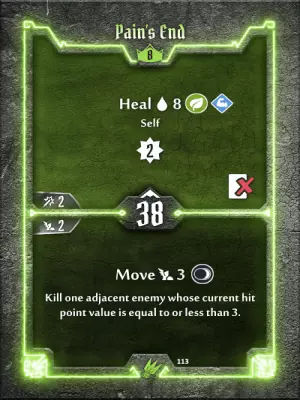 Pain's End
8
Heal 8
Self
2
2
38
2
Move 3
Kill one adjacent enemy whose current hit
point value is equal to or less than 3.
113